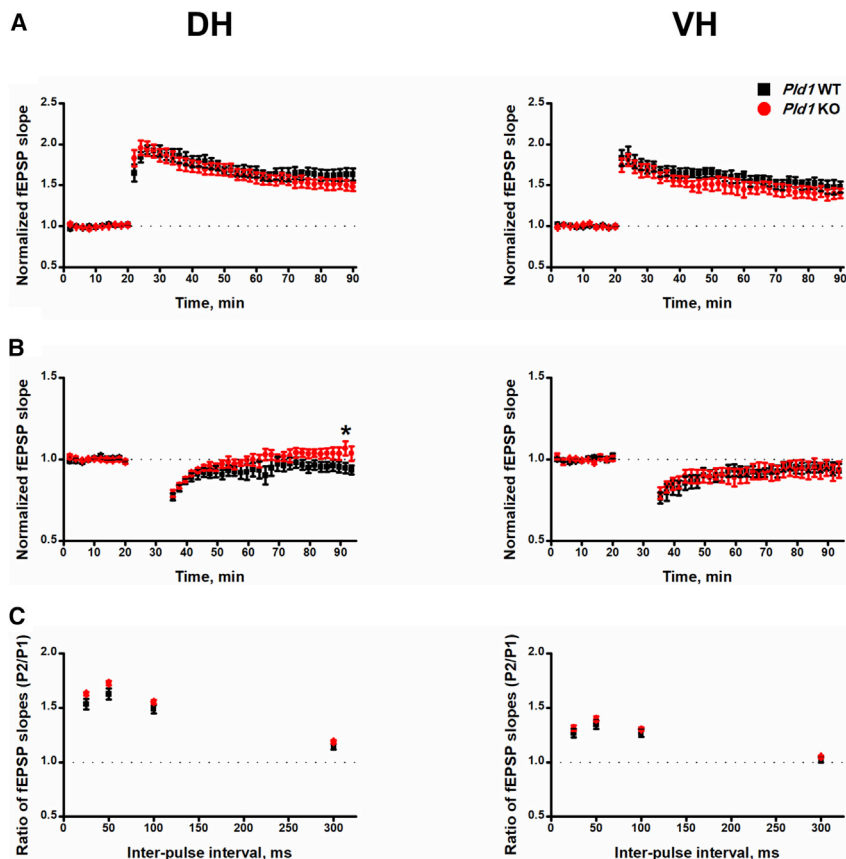 A
DH
VH
Pld1 WT
Pld1 KO
Normalized fEPSP slope
2.5
2.0
1.5
1.0
0.5
0 10 20 30 40 50 60 70 80 90
Time, min
Normalized fEPSP slope
2.5
2.0
1.5
1.0
0.5
0 10 20 30 40 50 60 70 80 90
Time, min
B
Normalized fEPSP slope
1.5
1.0
0.5
*
0 10 20 30 40 50 60 70 80 90
Time, min
Normalized fEPSP slope
1.5
1.0
0.5
0 10 20 30 40 50 60 70 80 90
Time, min
C
Ratio of fEPSP slopes (P2/P1)
2.0
1.5
1.0
0.5
0 50 100 150 200 250 300
Inter-pulse interval, ms
Ratio of fEPSP slopes (P2/P1)
2.0
1.5
1.0
0.5
0 50 100 150 200 250 300
Inter-pulse interval, ms